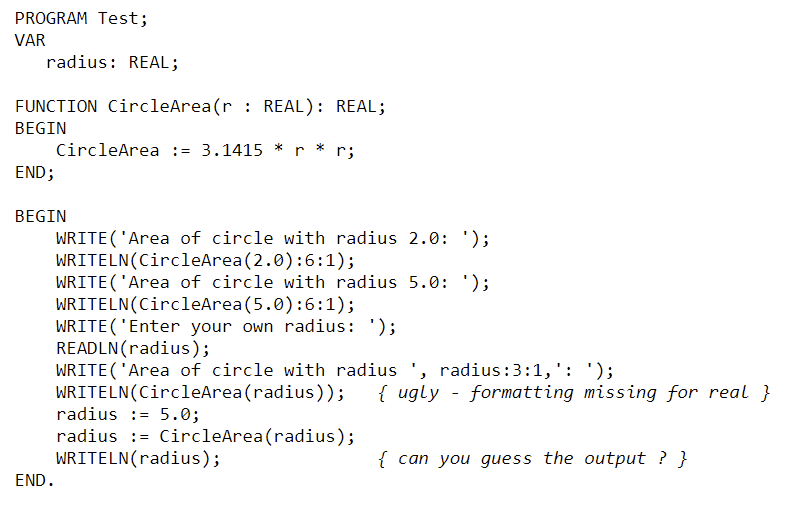 PROGRAM Test;
VAR
   radius: REAL;

FUNCTION CircleArea(r : REAL): REAL;
BEGIN
    CircleArea := 3.1415 * r * r;
END;

BEGIN
    WRITE('Area of circle with radius 2.0: ');
    WRITELN(CircleArea(2.0):6:1);
    WRITE('Area of circle with radius 5.0: ');
    WRITELN(CircleArea(5.0):6:1);
    WRITE('Enter your own radius: ');
    READLN(radius);
    WRITE('Area of circle with radius ', radius:3:1,': ');
    WRITELN(CircleArea(radius));   { ugly - formatting missing for real }
    radius := 5.0;
    radius := CircleArea(radius);
    WRITELN(radius);               { can you guess the output ? }
END.